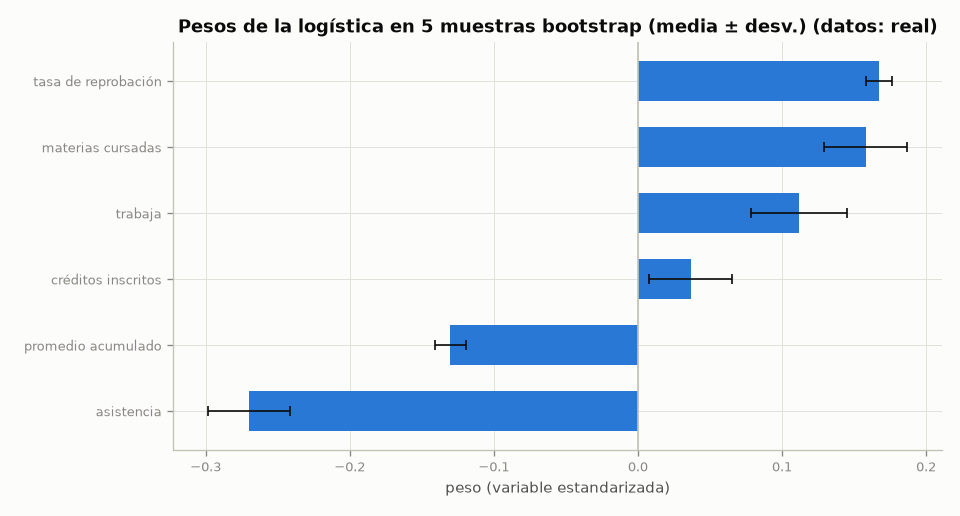 Pesos de la logística en 5 muestras bootstrap (media ± desv.) (datos: real)
tasa de reprobación
materias cursadas
trabaja
créditos inscritos
promedio acumulado
asistencia
−0.3 −0.2 −0.1 0.0 0.1 0.2
peso (variable estandarizada)